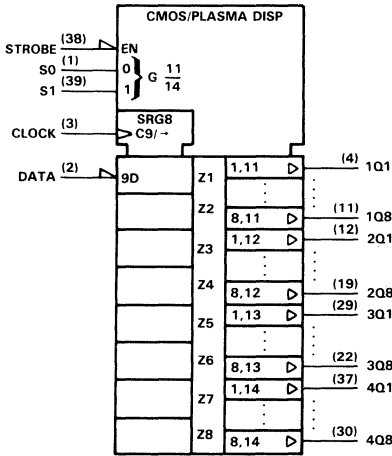 CMOS/PLASMA DISP
STROBE (38) EN
S0 (1) 0 } G 11/14
S1 (39) 1
SRG8
CLOCK (3) C9/→
DATA (2) 9D Z1 1,11 ▷ (4) 1Q1
Z2 8,11 ▷ (11) 1Q8
1,12 ▷ (12) 2Q1
Z3
Z4 8,12 ▷ (19) 2Q8
1,13 ▷ (29) 3Q1
Z5
Z6 8,13 ▷ (22) 3Q8
1,14 ▷ (37) 4Q1
Z7
Z8 8,14 ▷ (30) 4Q8